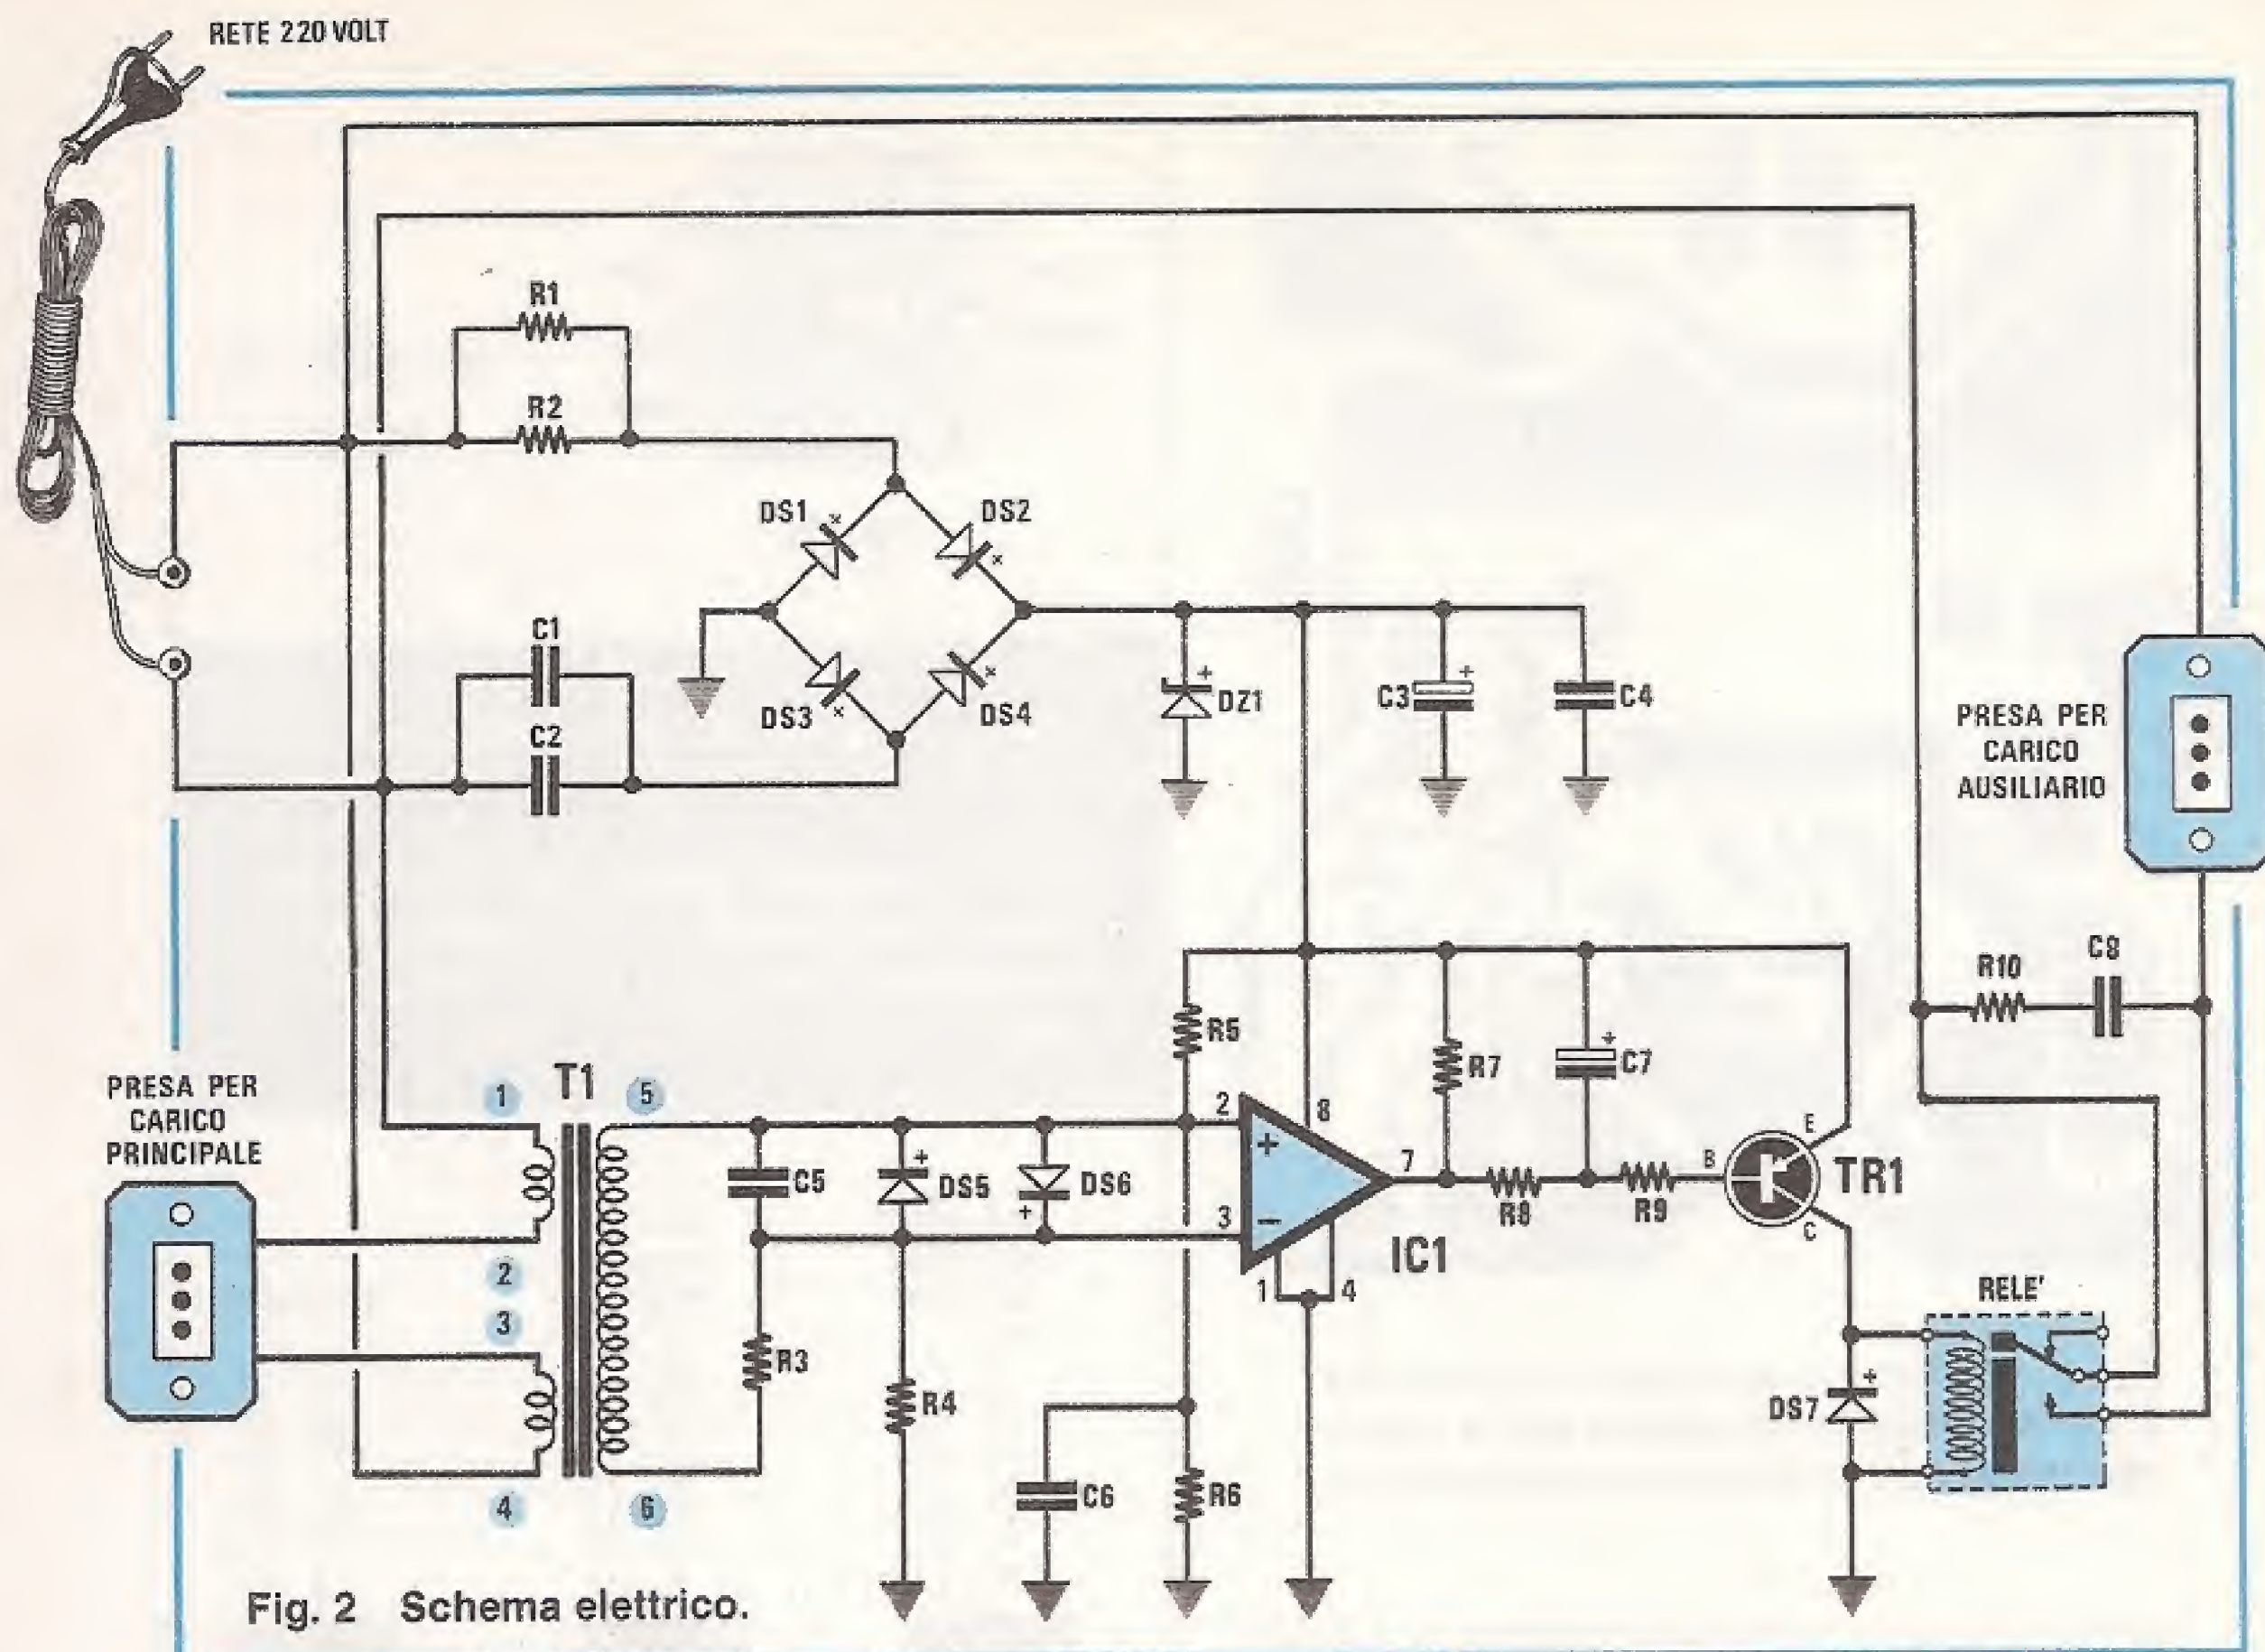 RETE 220 VOLT
R1
R2
DS1
DS2
C1
C2
DS3
DS4
+
DZ1
+
C3
C4
PRESA PER
CARICO
AUSILIARIO
R10
C8
PRESA PER
CARICO
PRINCIPALE
1
T1
5
2
3
4
6
C5
+
DS5
DS6
+
R3
R4
R5
2
8
+
3
−
1
4
7
IC1
R7
+
C7
R8
R9
B
E
C
TR1
C6
R6
RELE'
+
DS7
Fig. 2 Schema elettrico.